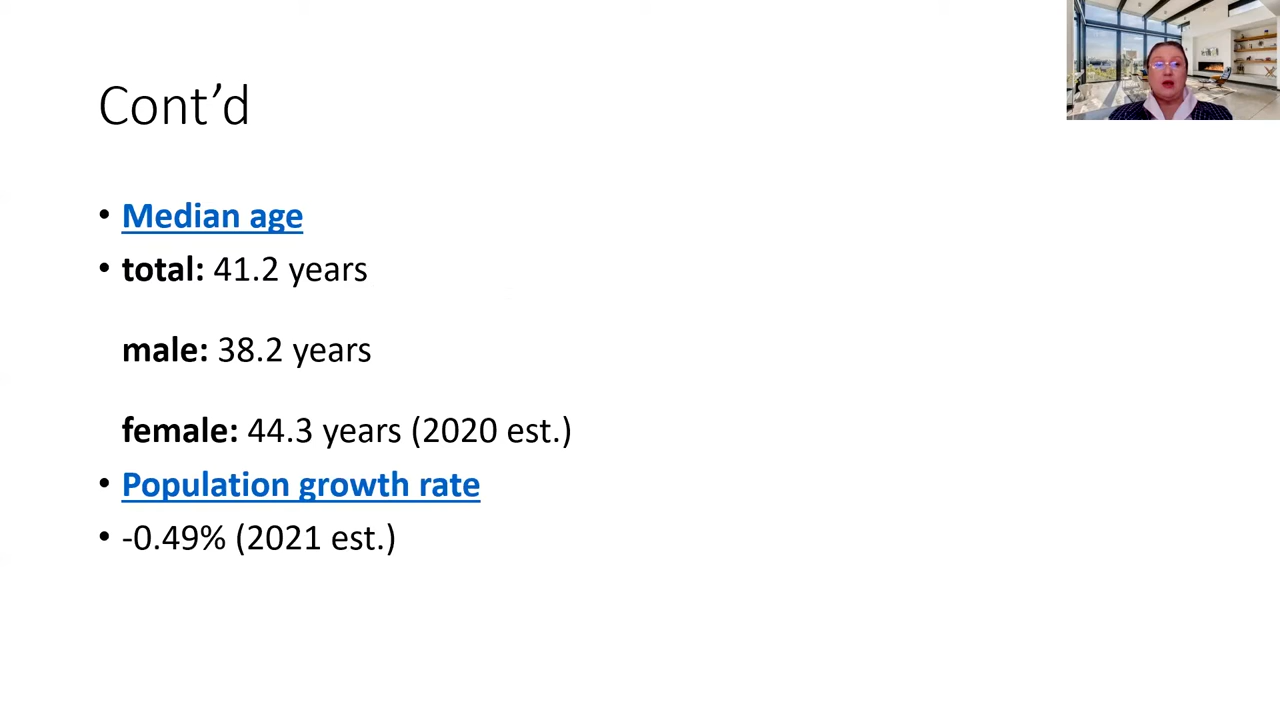 Cont’d
• Median age
• total: 41.2 years
male: 38.2 years
female: 44.3 years (2020 est.)
• Population growth rate
• -0.49% (2021 est.)